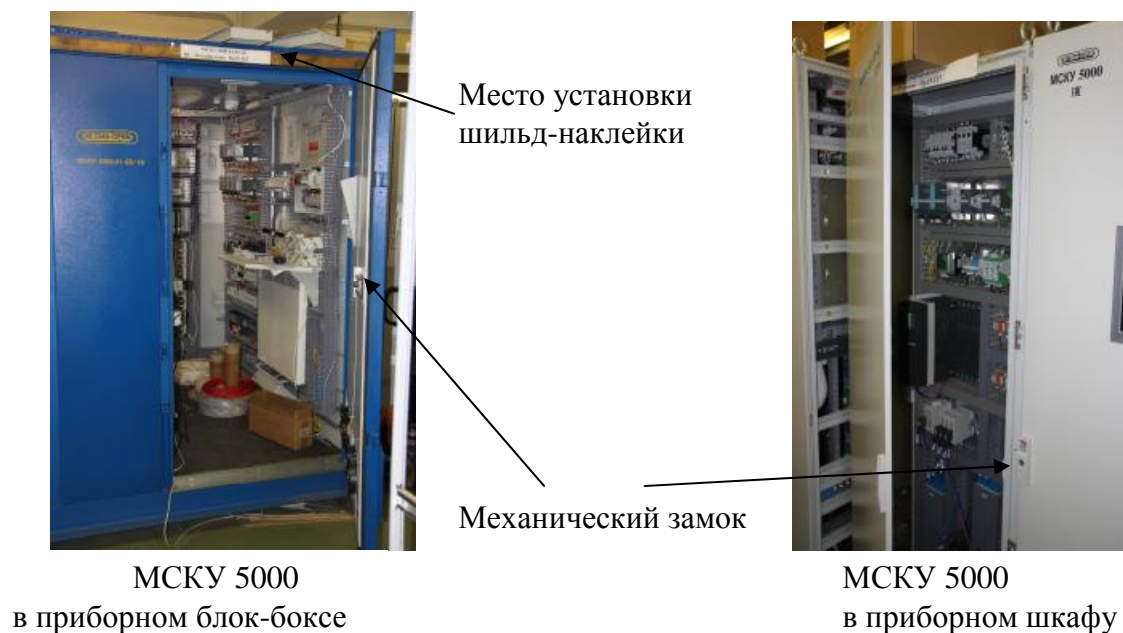 Место установки
шильд-наклейки
МСКУ 5000
Механический замок
МСКУ 5000
в приборном блок-боксе
МСКУ 5000
в приборном шкафу